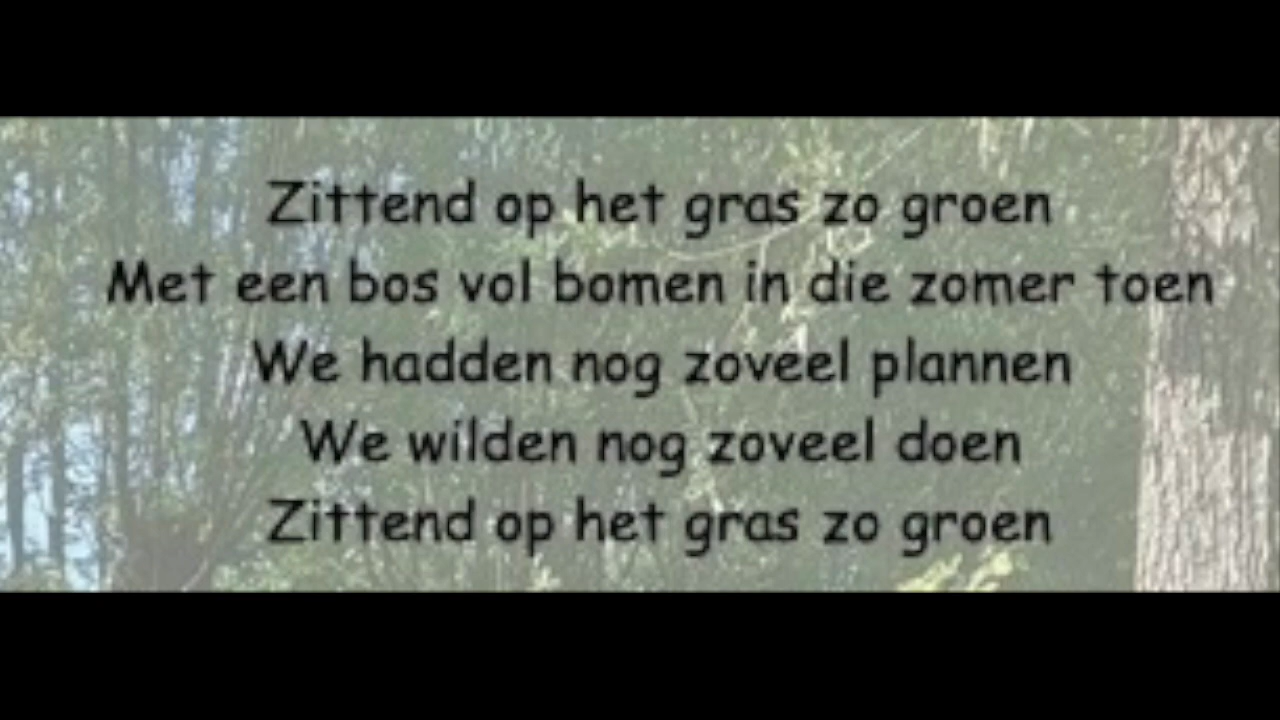 Zittend op het gras zo groen
Met een bos vol bomen in die zomer toen
We hadden nog zoveel plannen
We wilden nog zoveel doen
Zittend op het gras zo groen